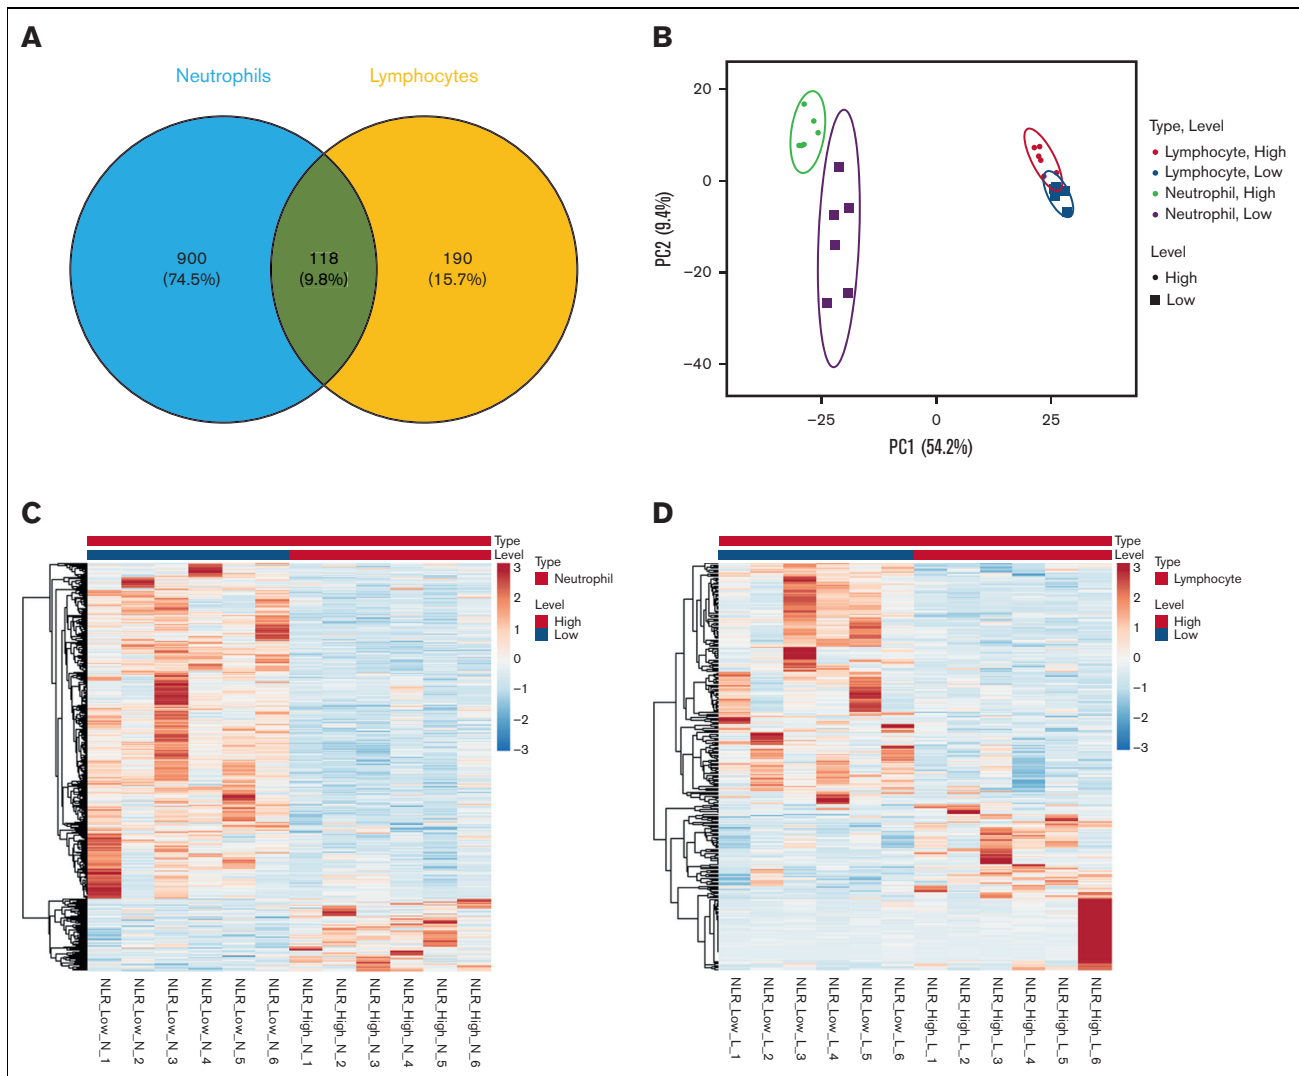 A
Neutrophils
Lymphocytes
900
(74.5%)
118
(9.8%)
190
(15.7%)
B
20
0
−20
−40
PC2 (9.4%)
−25
0
25
PC1 (54.2%)
Type, Level
Lymphocyte, High
Lymphocyte, Low
Neutrophil, High
Neutrophil, Low
Level
High
Low
C
Type
Level
3
2
1
0
−1
−2
−3
Type
Neutrophil
Level
High
Low
NLR_Low_N_1
NLR_Low_N_2
NLR_Low_N_3
NLR_Low_N_4
NLR_Low_N_5
NLR_Low_N_6
NLR_High_N_1
NLR_High_N_2
NLR_High_N_3
NLR_High_N_4
NLR_High_N_5
NLR_High_N_6
D
Type
Level
3
2
1
0
−1
−2
−3
Type
Lymphocyte
Level
High
Low
NLR_Low_L_1
NLR_Low_L_2
NLR_Low_L_3
NLR_Low_L_4
NLR_Low_L_5
NLR_Low_L_6
NLR_High_L_1
NLR_High_L_2
NLR_High_L_3
NLR_High_L_4
NLR_High_L_5
NLR_High_L_6